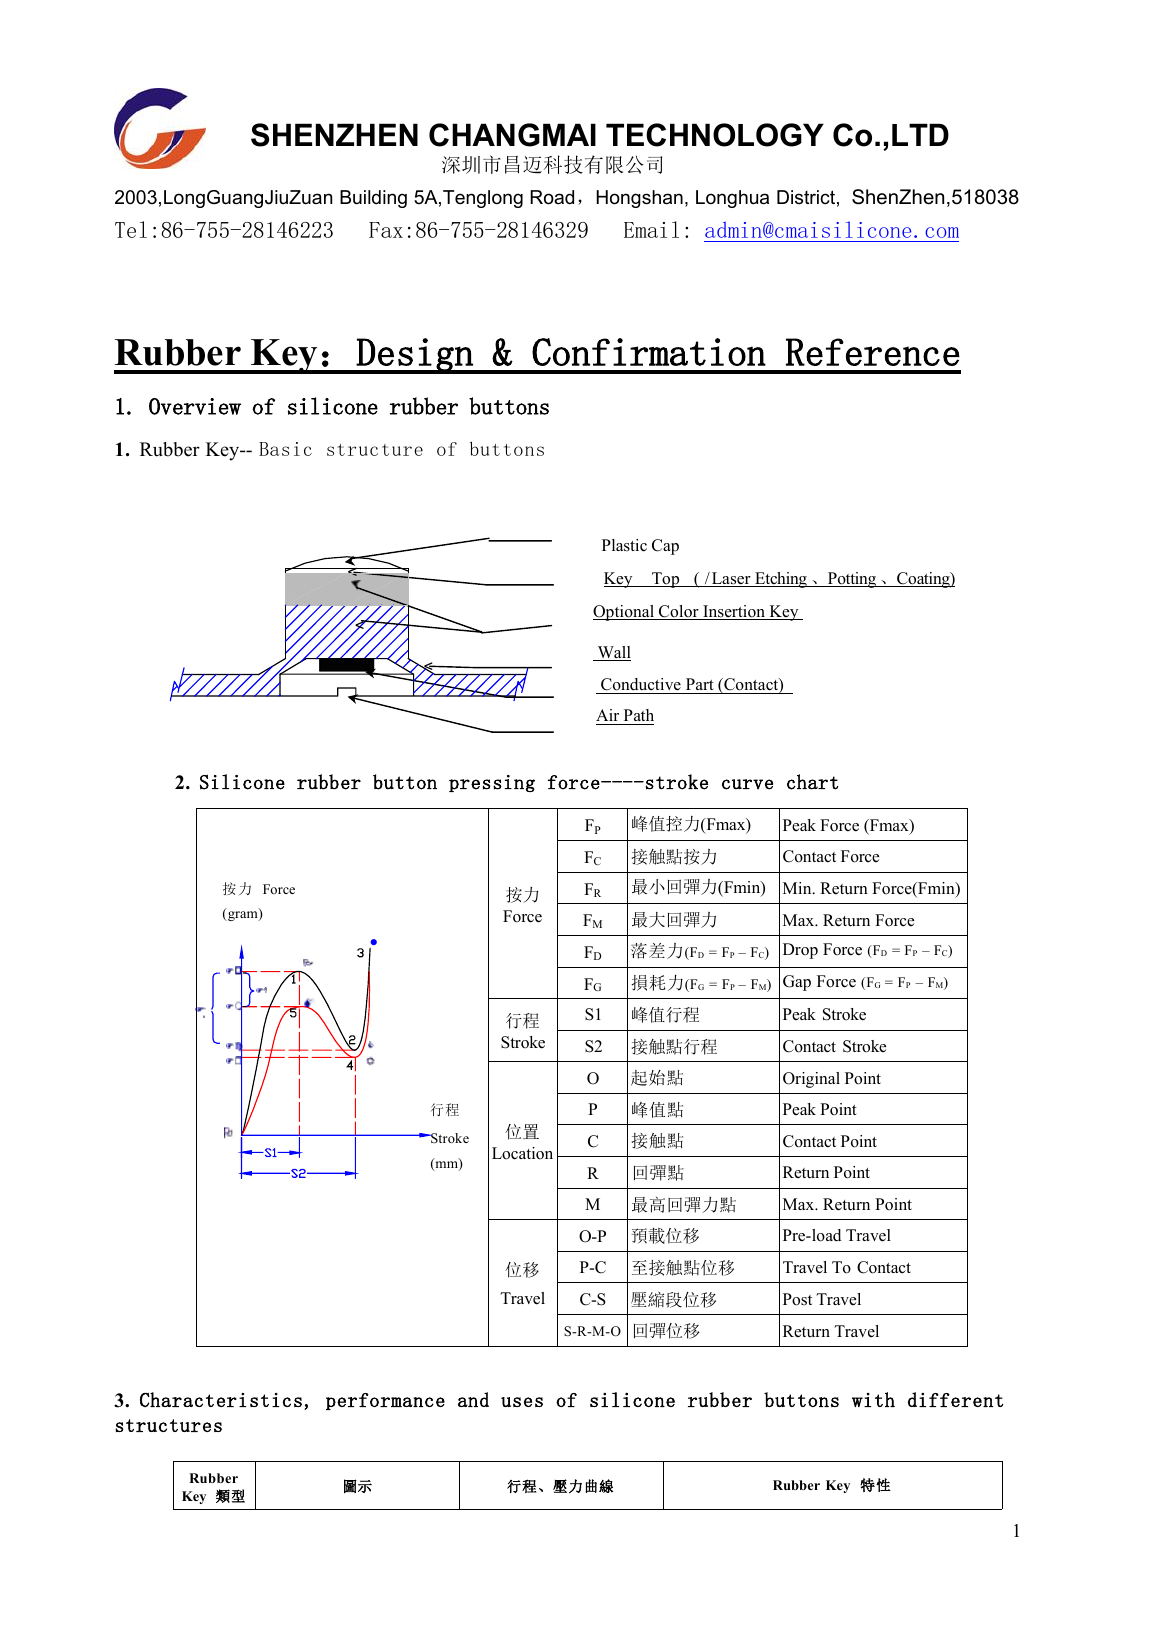 SHENZHEN CHANGMAI TECHNOLOGY Co.,LTD
深圳市昌迈科技有限公司
2003,LongGuangJiuZuan Building 5A,Tenglong Road，Hongshan, Longhua District, ShenZhen,518038
Tel:86-755-28146223 Fax:86-755-28146329 Email: admin@cmaisilicone.com
Rubber Key：Design & Confirmation Reference
1. Overview of silicone rubber buttons
1. Rubber Key-- Basic structure of buttons
Plastic Cap
Key Top ( /Laser Etching 、Potting 、Coating)
Optional Color Insertion Key
Wall
Conductive Part (Contact)
Air Path
2. Silicone rubber button pressing force----stroke curve chart
按力 Force
(gram)
3
1
5
2
4
行程
Stroke
(mm)
S1
S2
按力
Force
FP 峰值控力(Fmax) Peak Force (Fmax)
FC 接触點按力 Contact Force
FR 最小回彈力(Fmin) Min. Return Force(Fmin)
FM 最大回彈力 Max. Return Force
FD 落差力(FD = FP – FC) Drop Force (FD = FP – FC)
FG 損耗力(FG = FP – FM) Gap Force (FG = FP – FM)
行程
Stroke
S1 峰值行程 Peak Stroke
S2 接触點行程 Contact Stroke
位置
Location
O 起始點 Original Point
P 峰值點 Peak Point
C 接触點 Contact Point
R 回彈點 Return Point
M 最高回彈力點 Max. Return Point
位移
Travel
O-P 預載位移 Pre-load Travel
P-C 至接触點位移 Travel To Contact
C-S 壓縮段位移 Post Travel
S-R-M-O 回彈位移 Return Travel
3. Characteristics, performance and uses of silicone rubber buttons with different
structures
Rubber
Key 類型
圖示
行程、壓力曲線
Rubber Key 特性
1